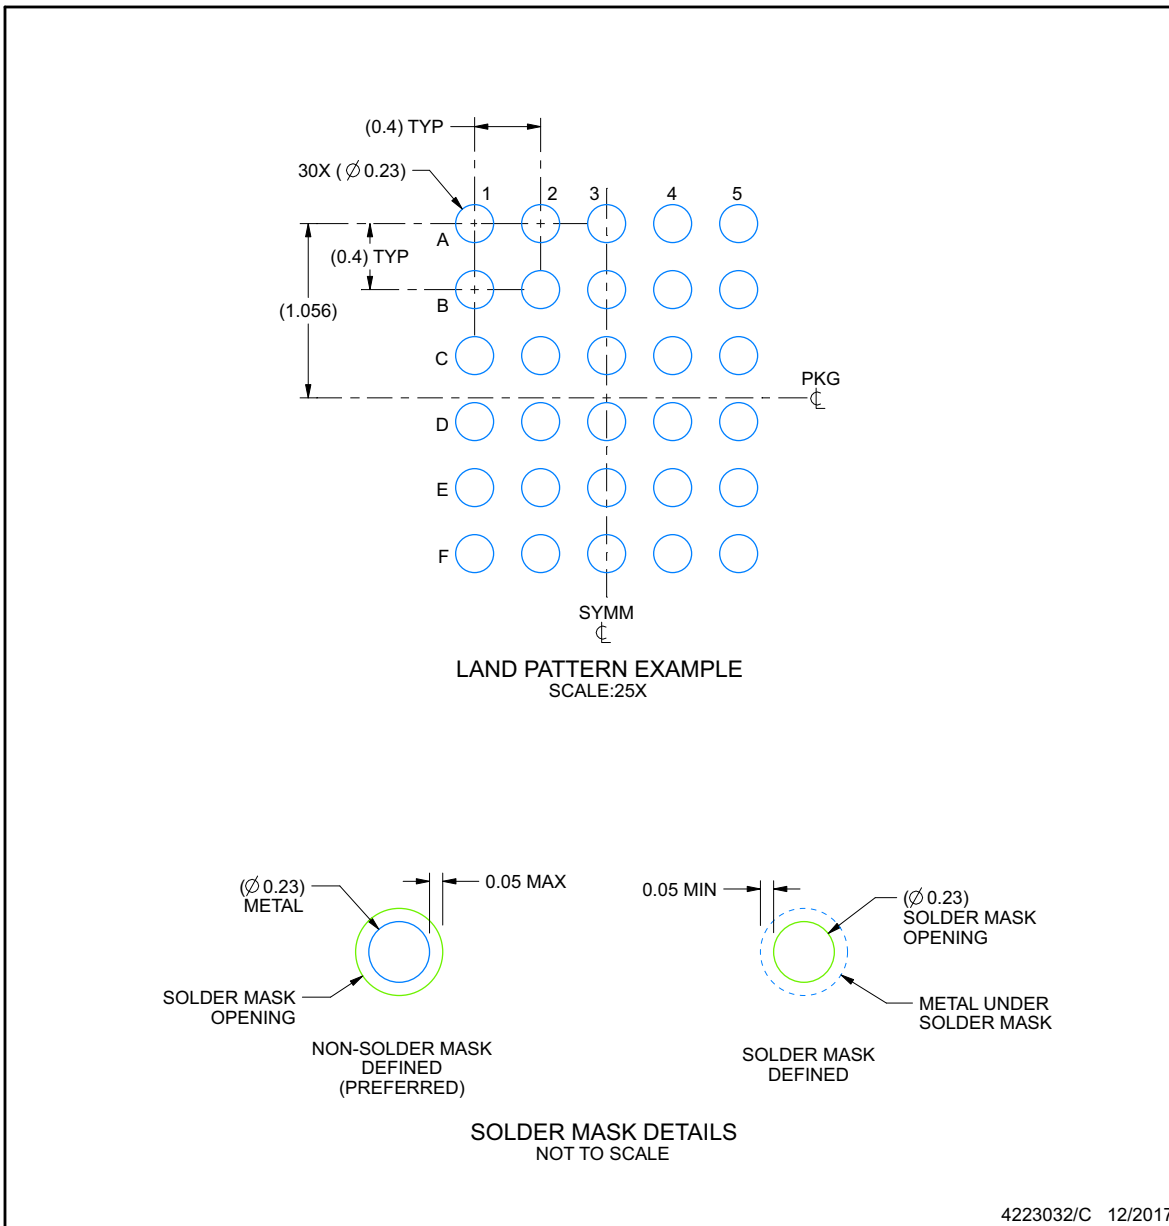 (0.4) TYP
30X ( ∅ 0.23)
1 2 3 4 5
A
(0.4) TYP
B
(1.056)
C
PKG
℄
D
E
F
SYMM
℄
LAND PATTERN EXAMPLE
SCALE:25X
(∅ 0.23)
METAL
0.05 MAX
SOLDER MASK
OPENING
NON-SOLDER MASK
DEFINED
(PREFERRED)
0.05 MIN
(∅ 0.23)
SOLDER MASK
OPENING
METAL UNDER
SOLDER MASK
SOLDER MASK
DEFINED
SOLDER MASK DETAILS
NOT TO SCALE
4223032/C 12/2017